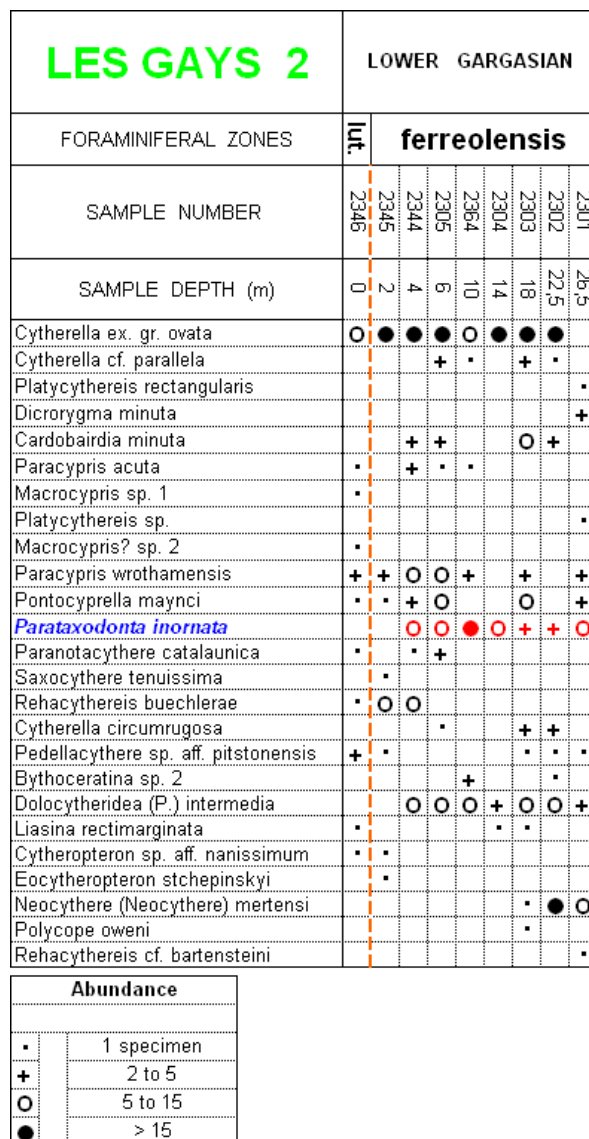 LES GAYS 2
LOWER GARGASIAN
FORAMINIFERAL ZONES lut. ferreolensis
SAMPLE NUMBER 2346 2345 2344 2305 2364 2304 2303 2302 2301
SAMPLE DEPTH (m) 0 2 4 6 10 14 18 22,5 26,5
Cytherella ex. gr. ovata O ● ● ● O ● ● ●
Cytherella cf. parallela + · + ·
Platycythereis rectangularis ·
Dicrorygma minuta +
Cardobairdia minuta + + O +
Paracypris acuta · + · ·
Macrocypris sp. 1 ·
Platycythereis sp. ·
Macrocypris? sp. 2 ·
Paracypris wrothamensis + + O O + + +
Pontocyprella maynci · · + O O +
Parataxodonta inornata O O ● O + + O
Paranotacythere catalaunica · · +
Saxocythere tenuissima ·
Rehacythereis buechlerae · O O
Cytherella circumrugosa · + +
Pedellacythere sp. aff. pitstonensis + · · · ·
Bythoceratina sp. 2 + ·
Dolocytheridea (P.) intermedia O O O + O O +
Liasina rectimarginata · · ·
Cytheropteron sp. aff. nanissimum · ·
Eocytheropteron stchepinskyi ·
Neocythere (Neocythere) mertensi · ● O
Polycope oweni ·
Rehacythereis cf. bartensteini ·
Abundance
· 1 specimen
+ 2 to 5
O 5 to 15
● > 15